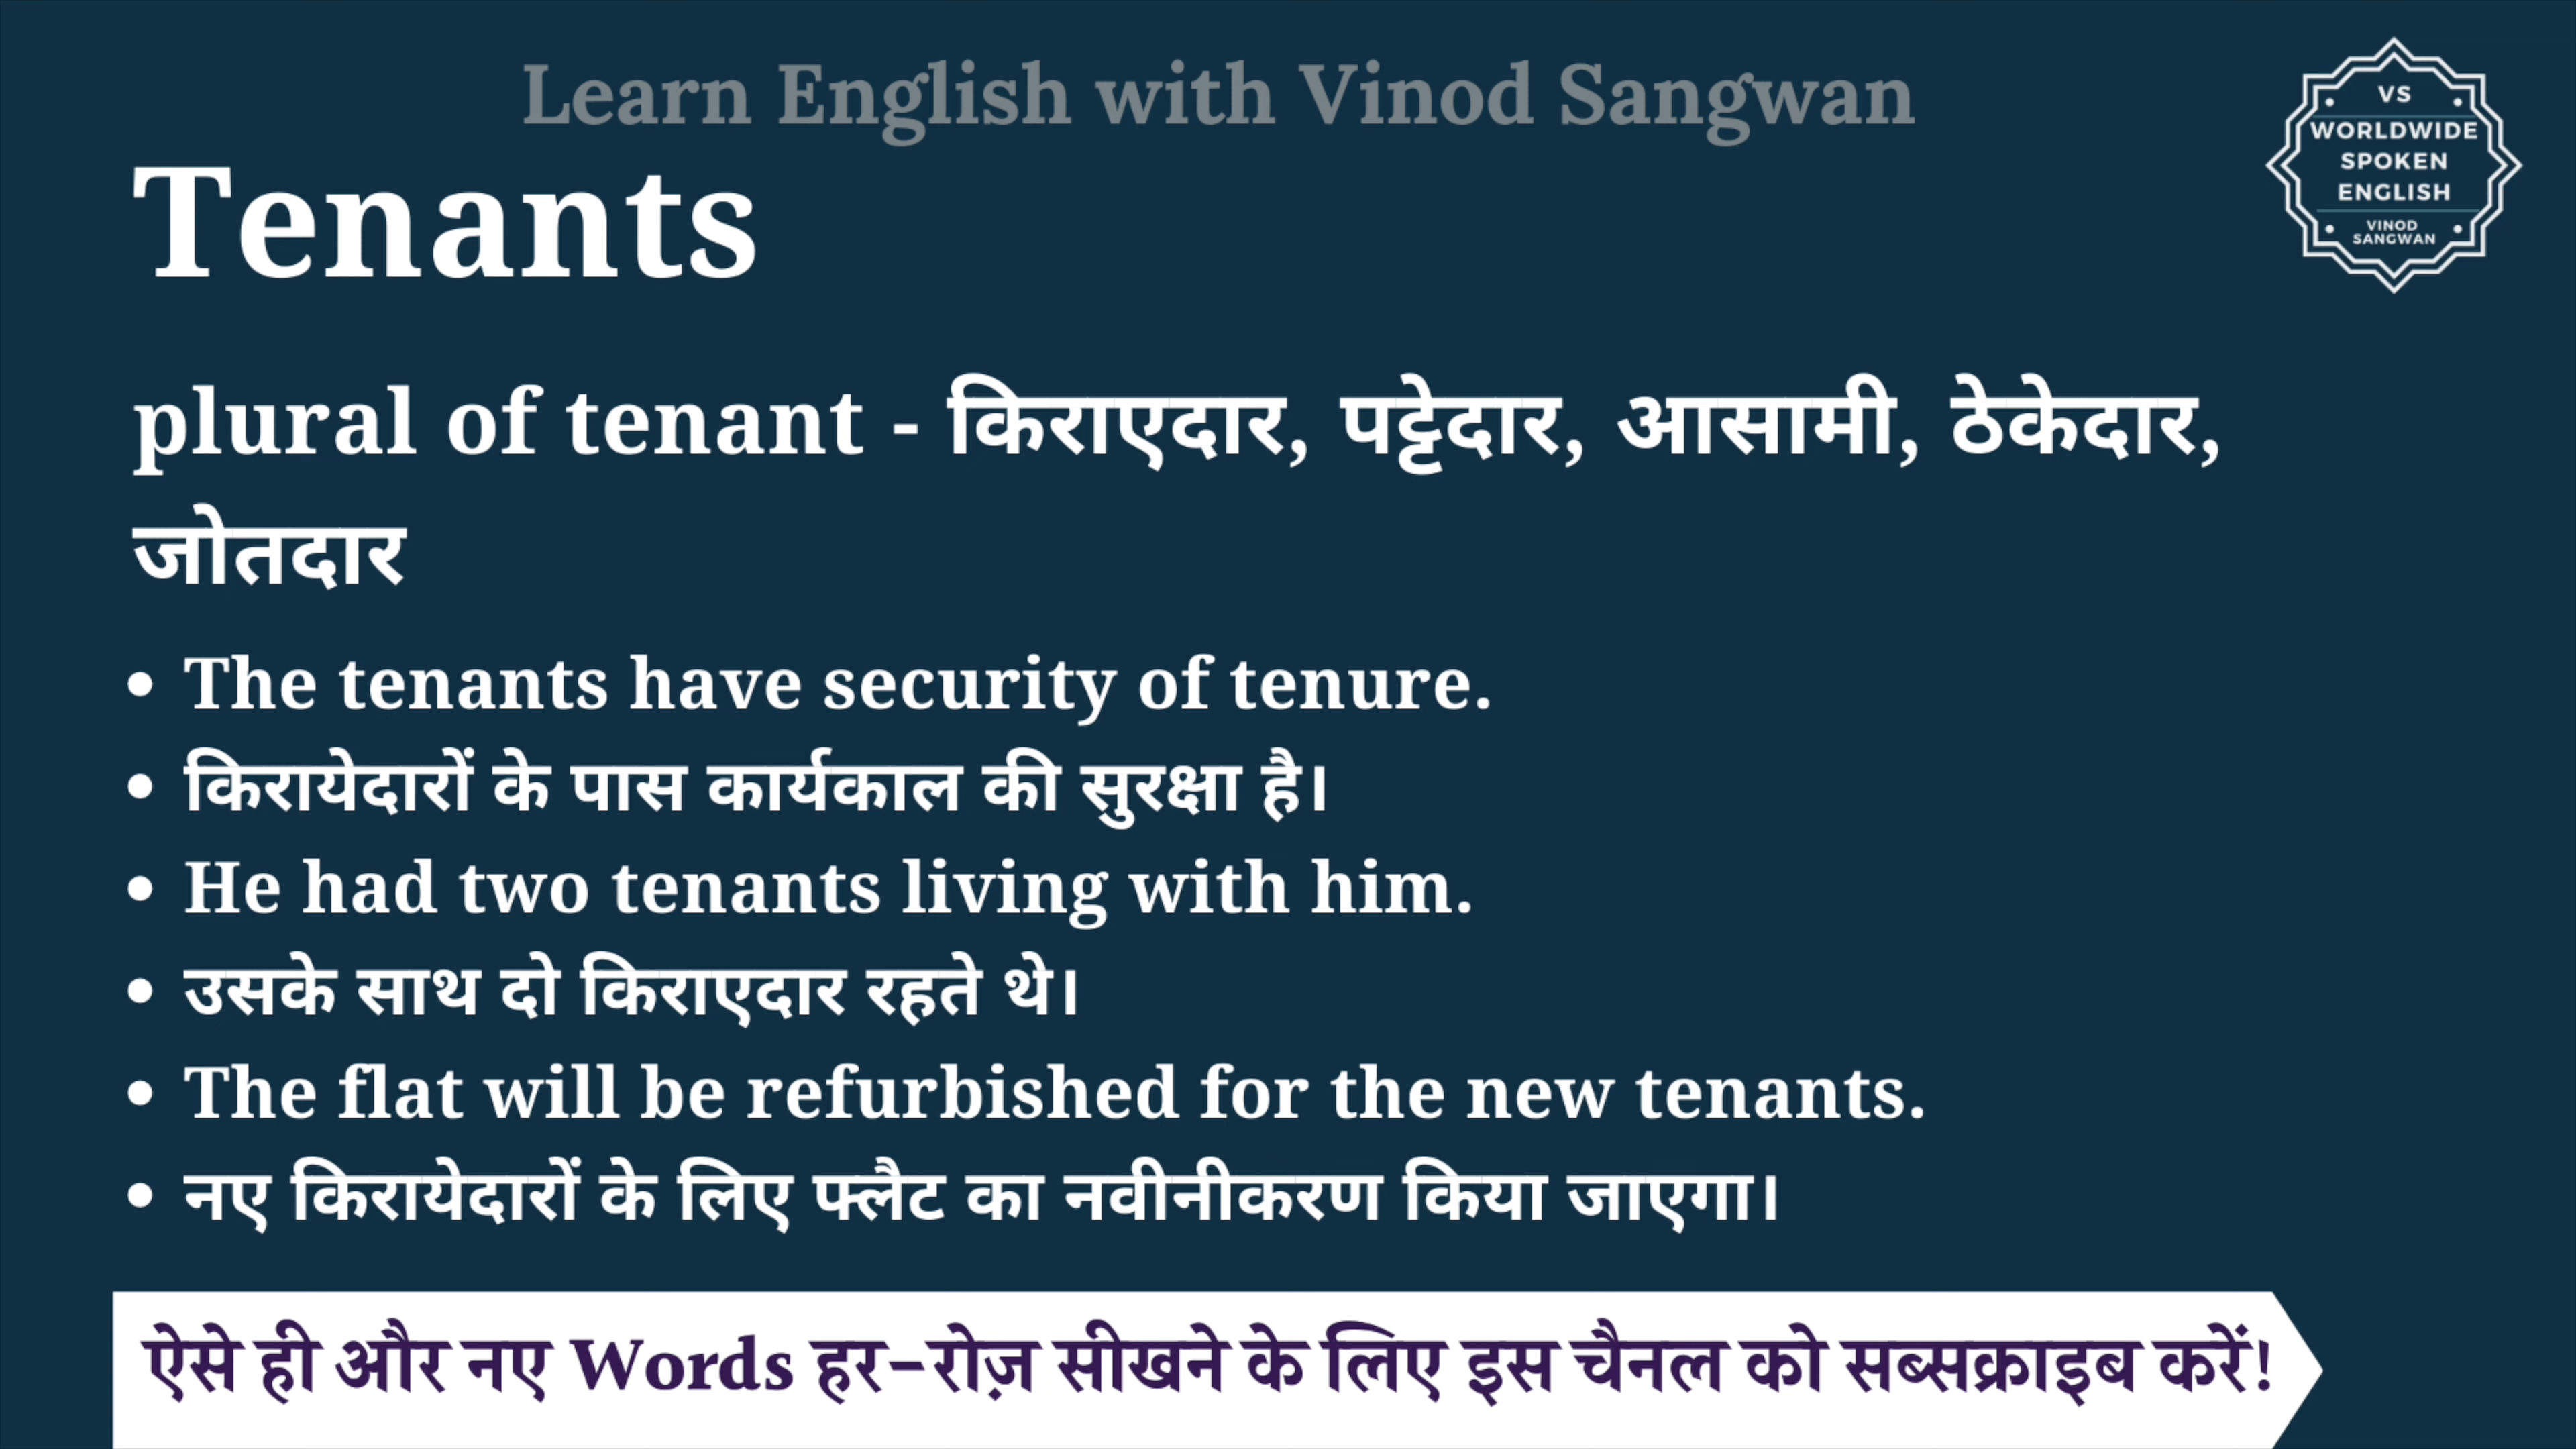 Learn English with Vinod Sangwan
VS
WORLDWIDE
SPOKEN
ENGLISH
VINOD
SANGWAN
Tenants
plural of tenant - किराएदार, पट्टेदार, आसामी, ठेकेदार,
जोतदार
• The tenants have security of tenure.
• किरायेदारों के पास कार्यकाल की सुरक्षा है।
• He had two tenants living with him.
• उसके साथ दो किराएदार रहते थे।
• The flat will be refurbished for the new tenants.
• नए किरायेदारों के लिए फ्लैट का नवीनीकरण किया जाएगा।
ऐसे ही और नए Words हर-रोज़ सीखने के लिए इस चैनल को सब्सक्राइब करें!